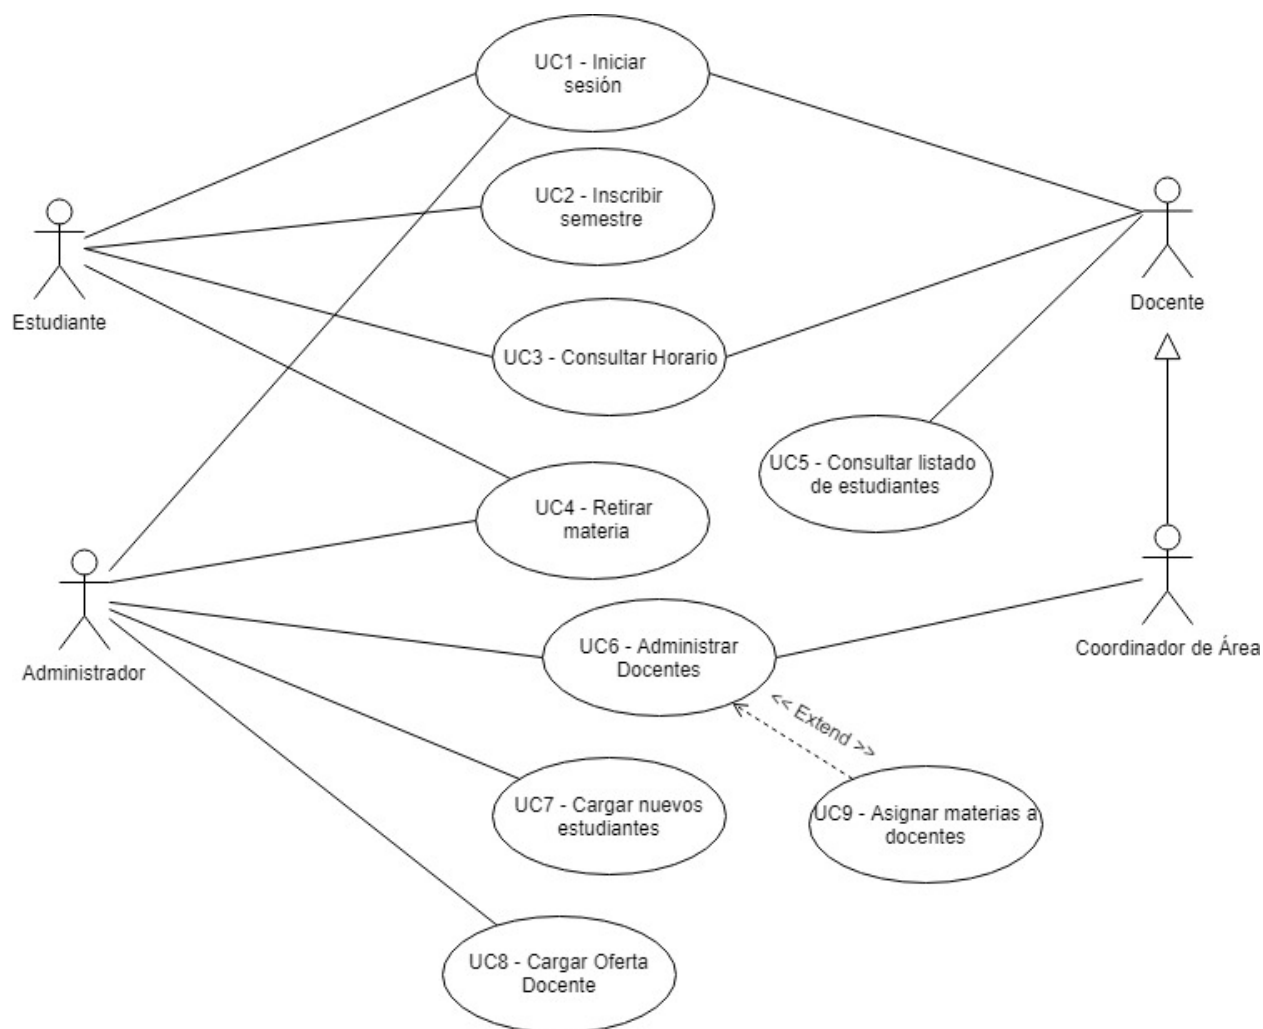 UC1 - Iniciar
sesión
UC2 - Inscribir
semestre
Estudiante
Docente
UC3 - Consultar Horario
UC5 - Consultar listado
de estudiantes
UC4 - Retirar
materia
Administrador
UC6 - Administrar
Docentes
Coordinador de Área
<< Extend >>
UC7 - Cargar nuevos
estudiantes
UC9 - Asignar materias a
docentes
UC8 - Cargar Oferta
Docente